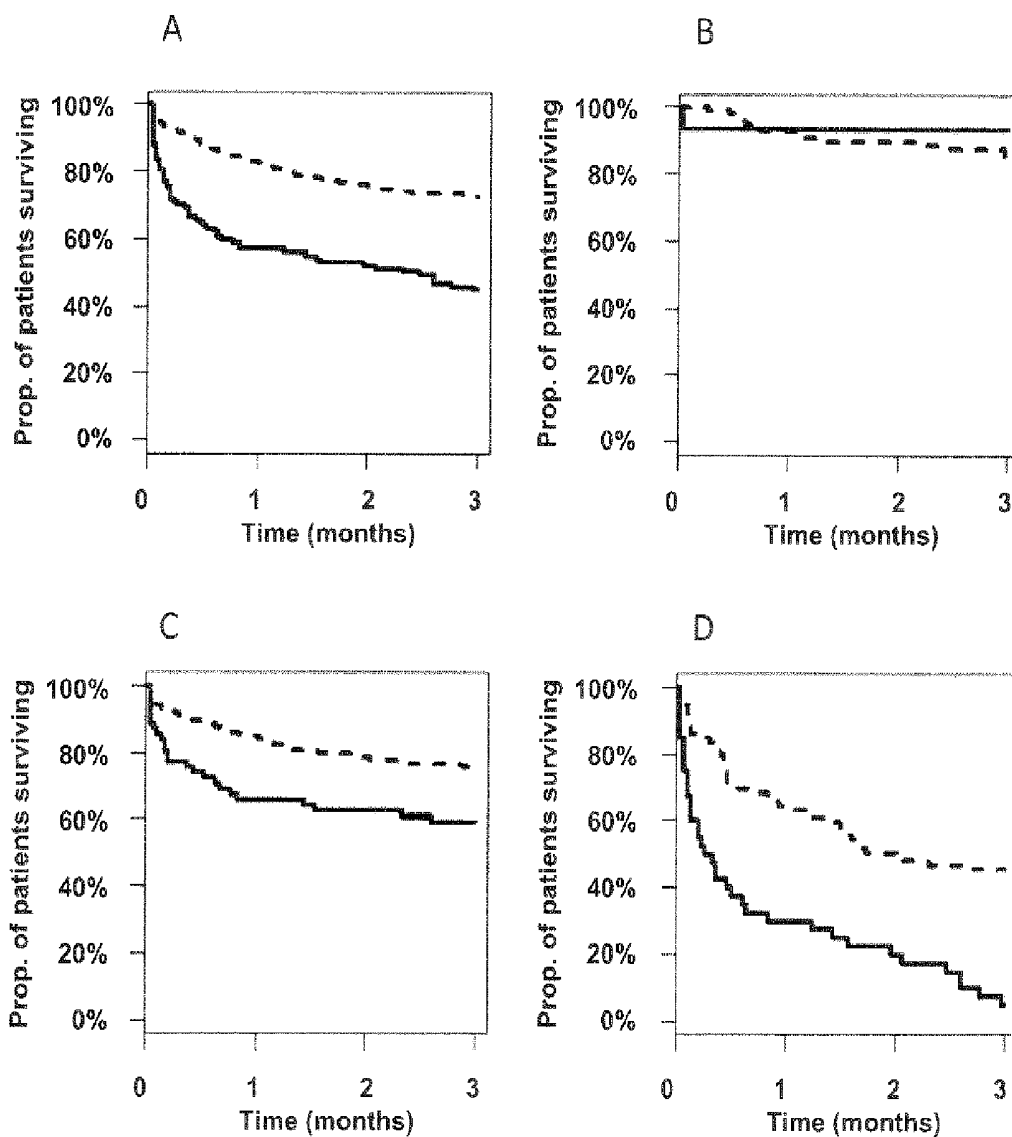 A
Prop. of patients surviving
100%
80%
60%
40%
20%
0%
0 1 2 3
Time (months)
B
Prop. of patients surviving
100%
80%
60%
40%
20%
0%
0 1 2 3
Time (months)
C
Prop. of patients surviving
100%
80%
60%
40%
20%
0%
0 1 2 3
Time (months)
D
Prop. of patients surviving
100%
80%
60%
40%
20%
0%
0 1 2 3
Time (months)